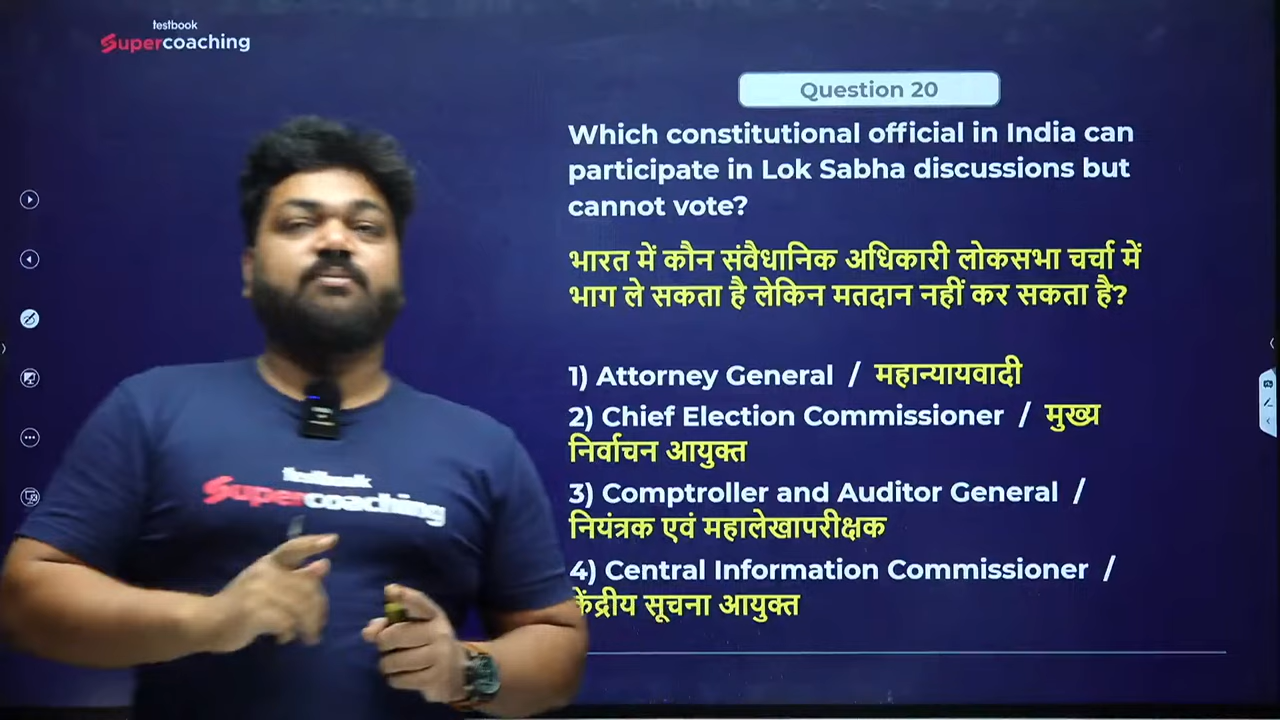 testbook
Supercoaching
Question 20
Which constitutional official in India can
participate in Lok Sabha discussions but
cannot vote?
भारत में कौन संवैधानिक अधिकारी लोकसभा चर्चा में
भाग ले सकता है लेकिन मतदान नहीं कर सकता है?
1) Attorney General / महान्यायवादी
2) Chief Election Commissioner / मुख्य
निर्वाचन आयुक्त
3) Comptroller and Auditor General /
नियंत्रक एवं महालेखापरीक्षक
4) Central Information Commissioner /
केंद्रीय सूचना आयुक्त
testbook
Supercoaching